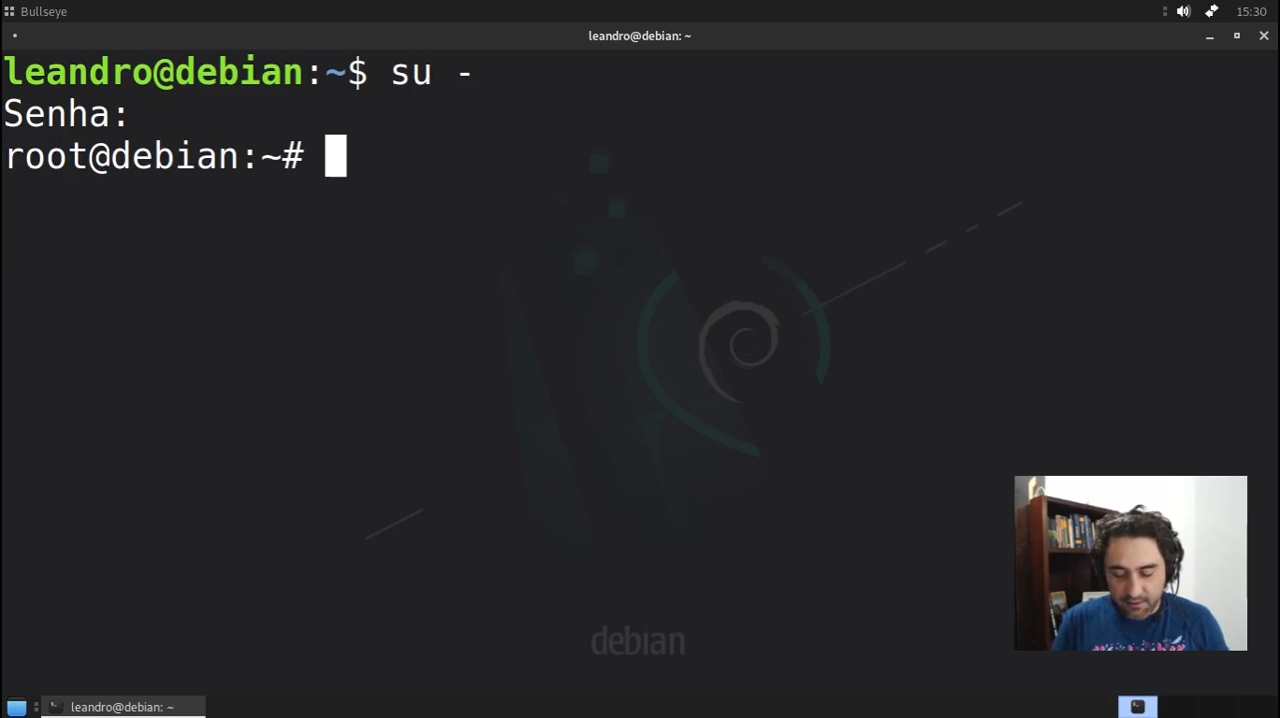 Bullseye
15:30
leandro@debian: ~
leandro@debian:~$ su -
Senha:
root@debian:~#
debian
leandro@debian: ~